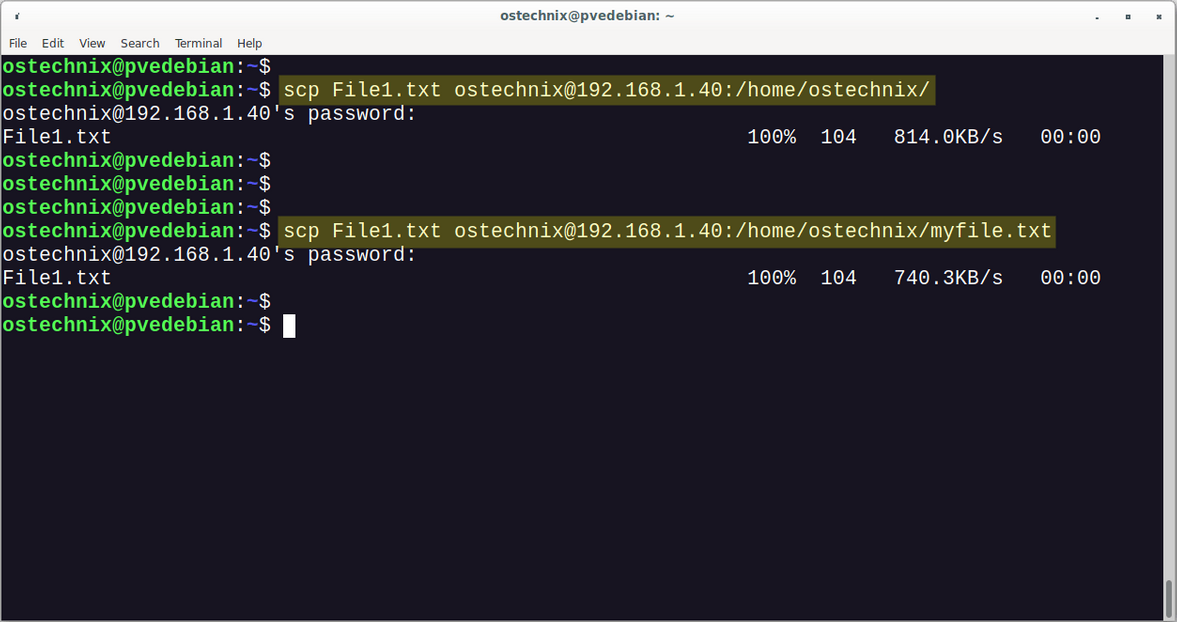 ostechnix@pvedebian: ~
File Edit View Search Terminal Help
ostechnix@pvedebian:~$
ostechnix@pvedebian:~$ scp File1.txt ostechnix@192.168.1.40:/home/ostechnix/
ostechnix@192.168.1.40's password:
File1.txt 100% 104 814.0KB/s 00:00
ostechnix@pvedebian:~$
ostechnix@pvedebian:~$
ostechnix@pvedebian:~$
ostechnix@pvedebian:~$ scp File1.txt ostechnix@192.168.1.40:/home/ostechnix/myfile.txt
ostechnix@192.168.1.40's password:
File1.txt 100% 104 740.3KB/s 00:00
ostechnix@pvedebian:~$
ostechnix@pvedebian:~$